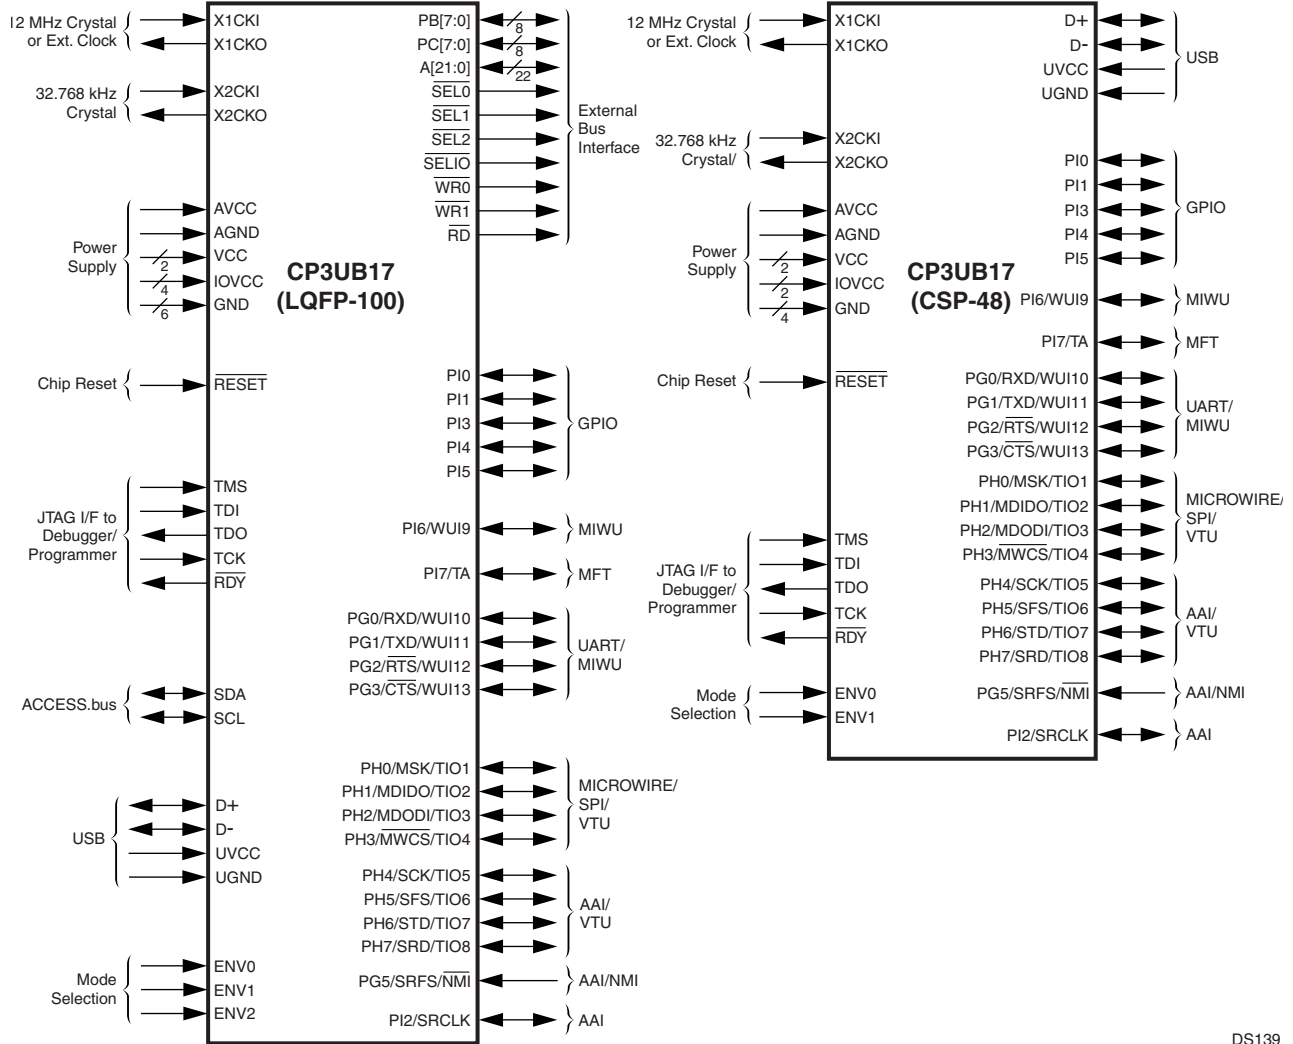 12 MHz Crystal
or Ext. Clock
X1CKI
X1CKO
32.768 kHz
Crystal
X2CKI
X2CKO
Power
Supply
AVCC
AGND
VCC
2
IOVCC
4
GND
6
Chip Reset
RESET
JTAG I/F to
Debugger/
Programmer
TMS
TDI
TDO
TCK
RDY
ACCESS.bus
SDA
SCL
USB
D+
D-
UVCC
UGND
Mode
Selection
ENV0
ENV1
ENV2
CP3UB17
(LQFP-100)
PB[7:0]
8
PC[7:0]
8
A[21:0]
22
SEL0
SEL1
SEL2
SELIO
WR0
WR1
RD
External
Bus
Interface
PI0
PI1
PI3
PI4
PI5
GPIO
PI6/WUI9
MIWU
PI7/TA
MFT
PG0/RXD/WUI10
PG1/TXD/WUI11
PG2/RTS/WUI12
PG3/CTS/WUI13
UART/
MIWU
PH0/MSK/TIO1
PH1/MDIDO/TIO2
PH2/MDODI/TIO3
PH3/MWCS/TIO4
MICROWIRE/
SPI/
VTU
PH4/SCK/TIO5
PH5/SFS/TIO6
PH6/STD/TIO7
PH7/SRD/TIO8
AAI/
VTU
PG5/SRFS/NMI
AAI/NMI
PI2/SRCLK
AAI
12 MHz Crystal
or Ext. Clock
X1CKI
X1CKO
32.768 kHz
Crystal/
X2CKI
X2CKO
Power
Supply
AVCC
AGND
VCC
2
IOVCC
2
GND
4
Chip Reset
RESET
JTAG I/F to
Debugger/
Programmer
TMS
TDI
TDO
TCK
RDY
Mode
Selection
ENV0
ENV1
CP3UB17
(CSP-48)
D+
D-
UVCC
UGND
USB
PI0
PI1
PI3
PI4
PI5
GPIO
PI6/WUI9
MIWU
PI7/TA
MFT
PG0/RXD/WUI10
PG1/TXD/WUI11
PG2/RTS/WUI12
PG3/CTS/WUI13
UART/
MIWU
PH0/MSK/TIO1
PH1/MDIDO/TIO2
PH2/MDODI/TIO3
PH3/MWCS/TIO4
MICROWIRE/
SPI/
VTU
PH4/SCK/TIO5
PH5/SFS/TIO6
PH6/STD/TIO7
PH7/SRD/TIO8
AAI/
VTU
PG5/SRFS/NMI
AAI/NMI
PI2/SRCLK
AAI
DS139